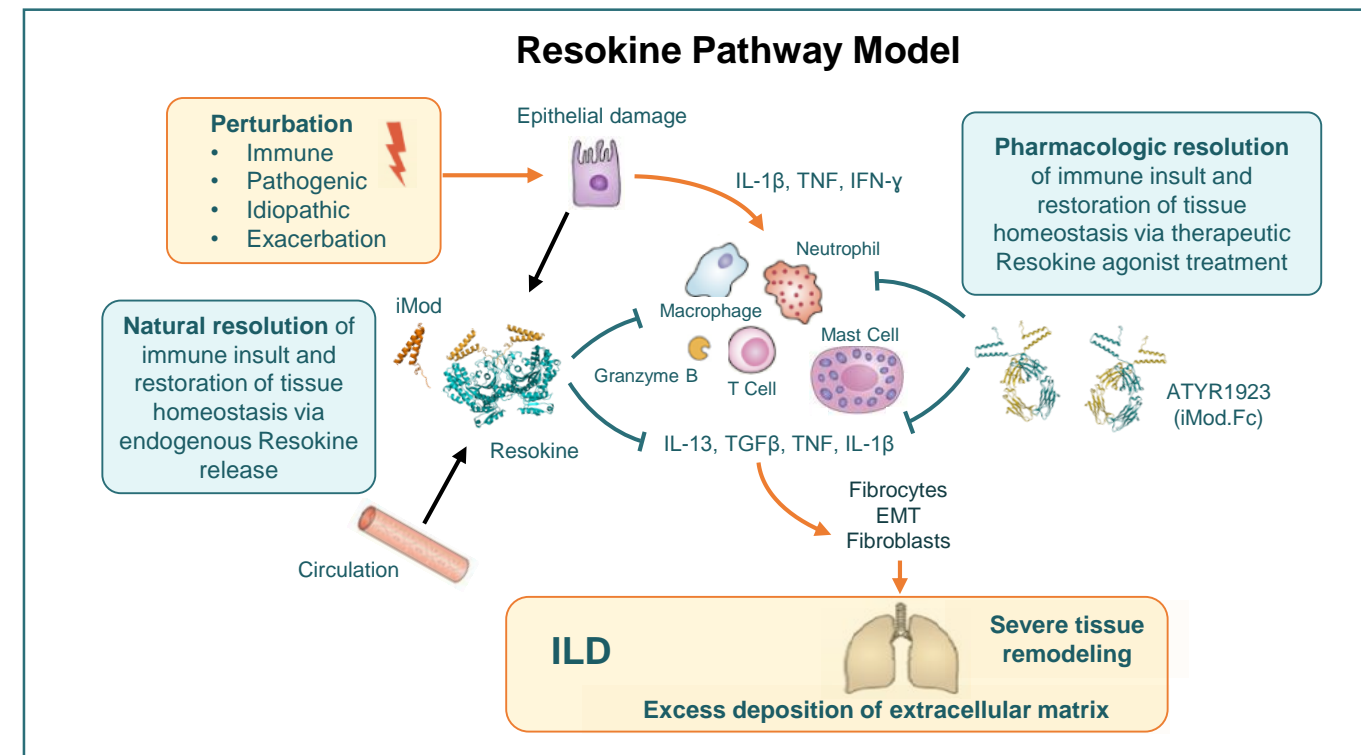 Resokine Pathway Model
Perturbation
• Immune
• Pathogenic
• Idiopathic
• Exacerbation
Epithelial damage
IL-1β, TNF, IFN-ɣ
Pharmacologic resolution
of immune insult and
restoration of tissue
homeostasis via therapeutic
Resokine agonist treatment
Natural resolution of
immune insult and
restoration of tissue
homeostasis via
endogenous Resokine
release
iMod
Resokine
Circulation
Neutrophil
Macrophage
Mast Cell
Granzyme B
T Cell
ATYR1923
(iMod.Fc)
IL-13, TGFβ, TNF, IL-1β
Fibrocytes
EMT
Fibroblasts
ILD
Severe tissue
remodeling
Excess deposition of extracellular matrix